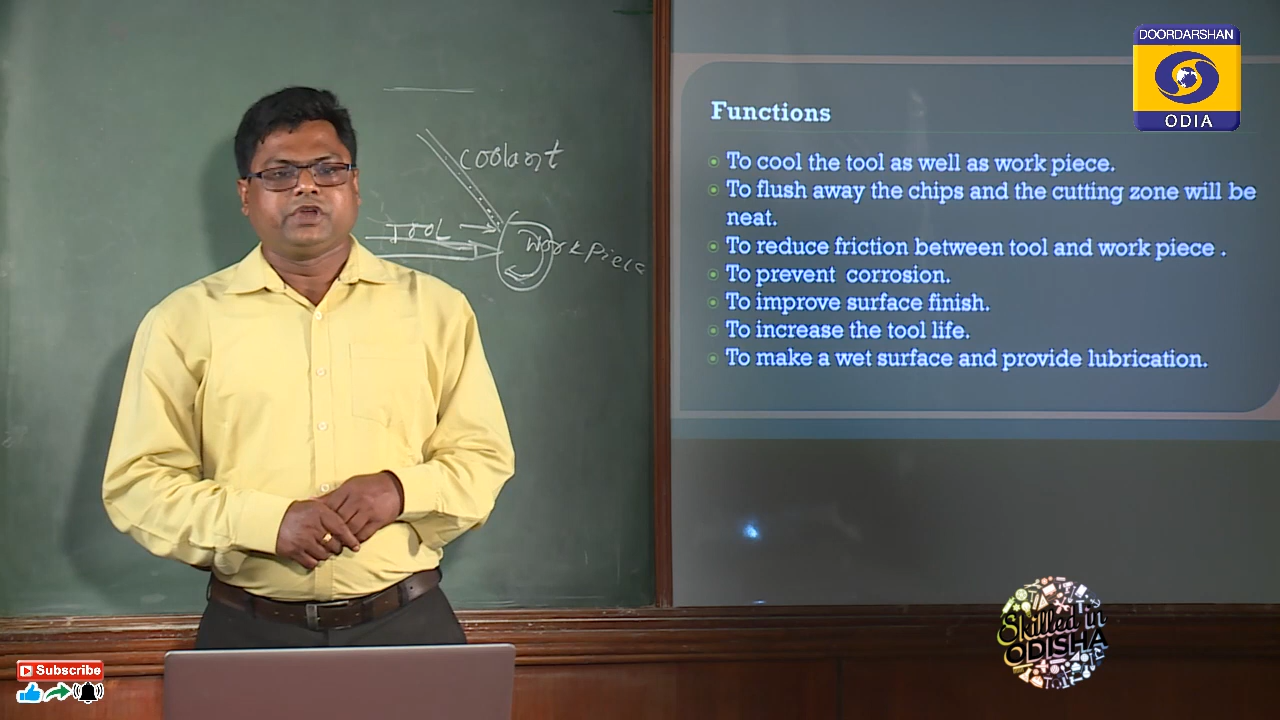 DOORDARSHAN
ODIA
Functions
To cool the tool as well as work piece.
To flush away the chips and the cutting zone will be
neat.
To reduce friction between tool and work piece .
To prevent corrosion.
To improve surface finish.
To increase the tool life.
To make a wet surface and provide lubrication.
coolant
TOOL
Workpiece
Skilled in
ODISHA
Subscribe